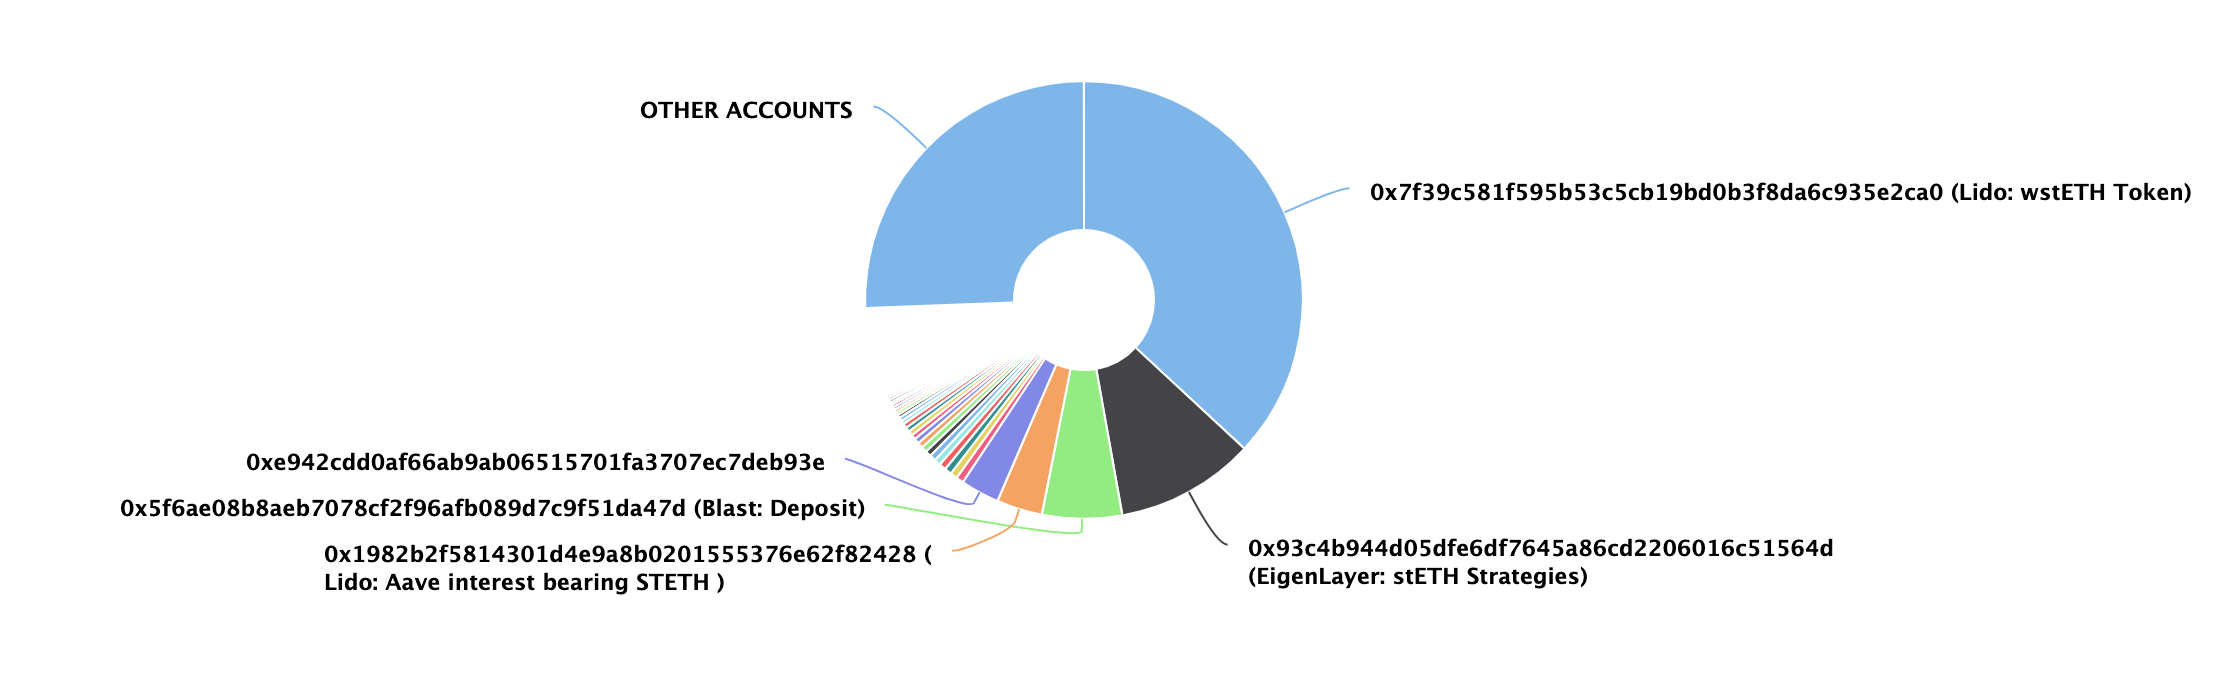 OTHER ACCOUNTS
0x7f39c581f595b53c5cb19bd0b3f8da6c935e2ca0 (Lido: wstETH Token)
0xe942cdd0af66ab9ab06515701fa3707ec7deb93e
0x5f6ae08b8aeb7078cf2f96afb089d7c9f51da47d (Blast: Deposit)
0x1982b2f5814301d4e9a8b0201555376e62f82428 (
Lido: Aave interest bearing STETH )
0x93c4b944d05dfe6df7645a86cd2206016c51564d
(EigenLayer: stETH Strategies)